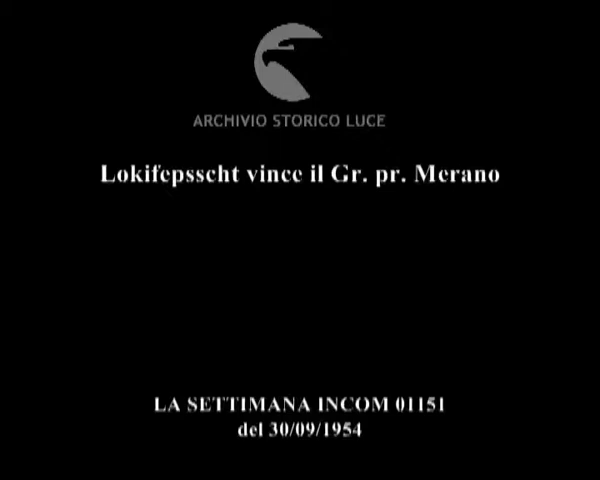 ARCHIVIO STORICO LUCE
Lokifepsscht vince il Gr. pr. Merano
LA SETTIMANA INCOM 01151
del 30/09/1954